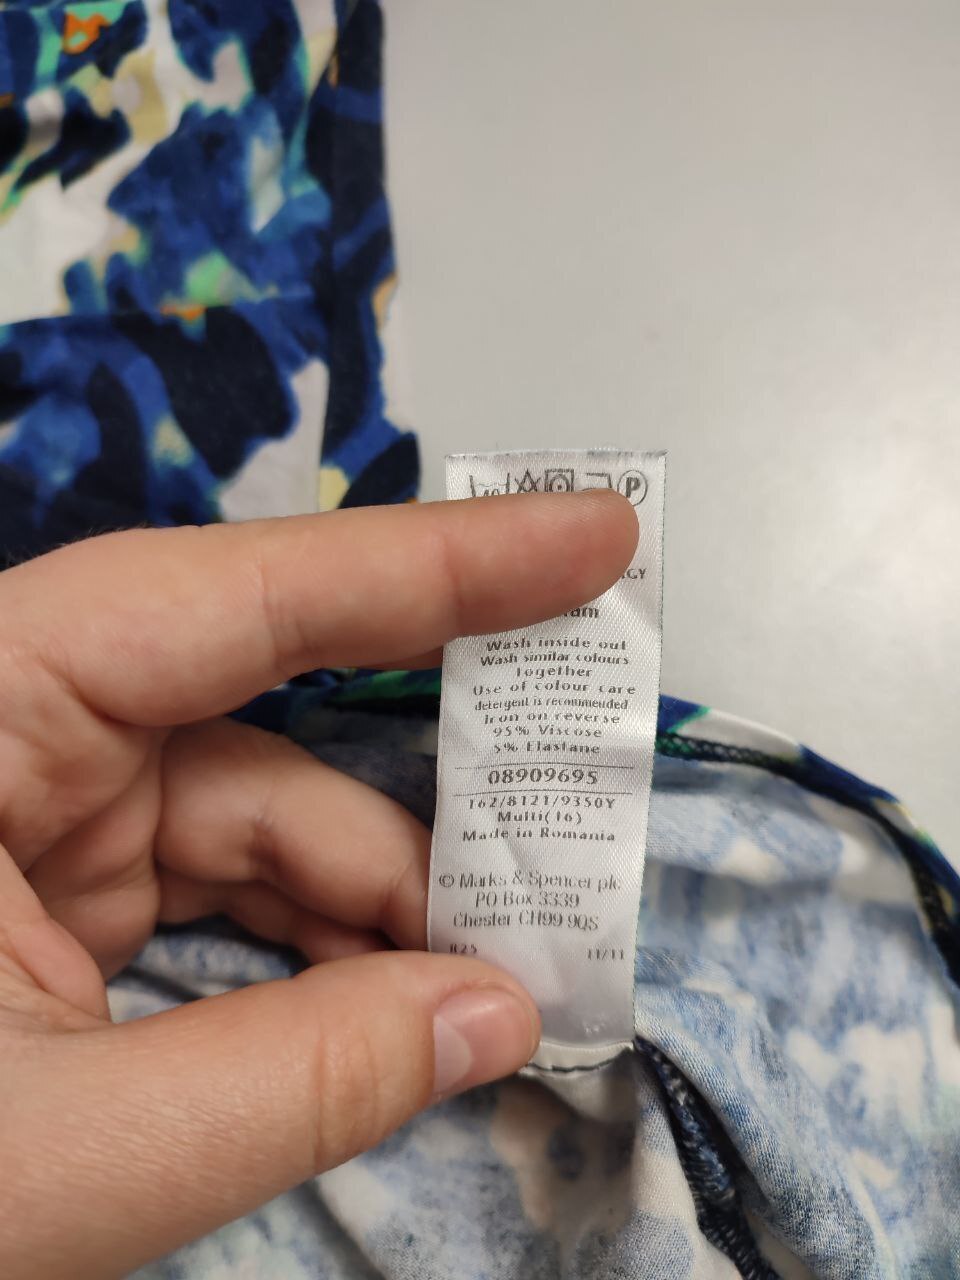 40
P
Wash inside out
Wash similar colours
together
Use of colour care
detergent is recommended
Iron on reverse
95% Viscose
5% Elastane
08909695
162/8121/9350Y
Multi(16)
Made in Romania
© Marks & Spencer plc
PO Box 3339
Chester CH99 9QS
R25 11/11